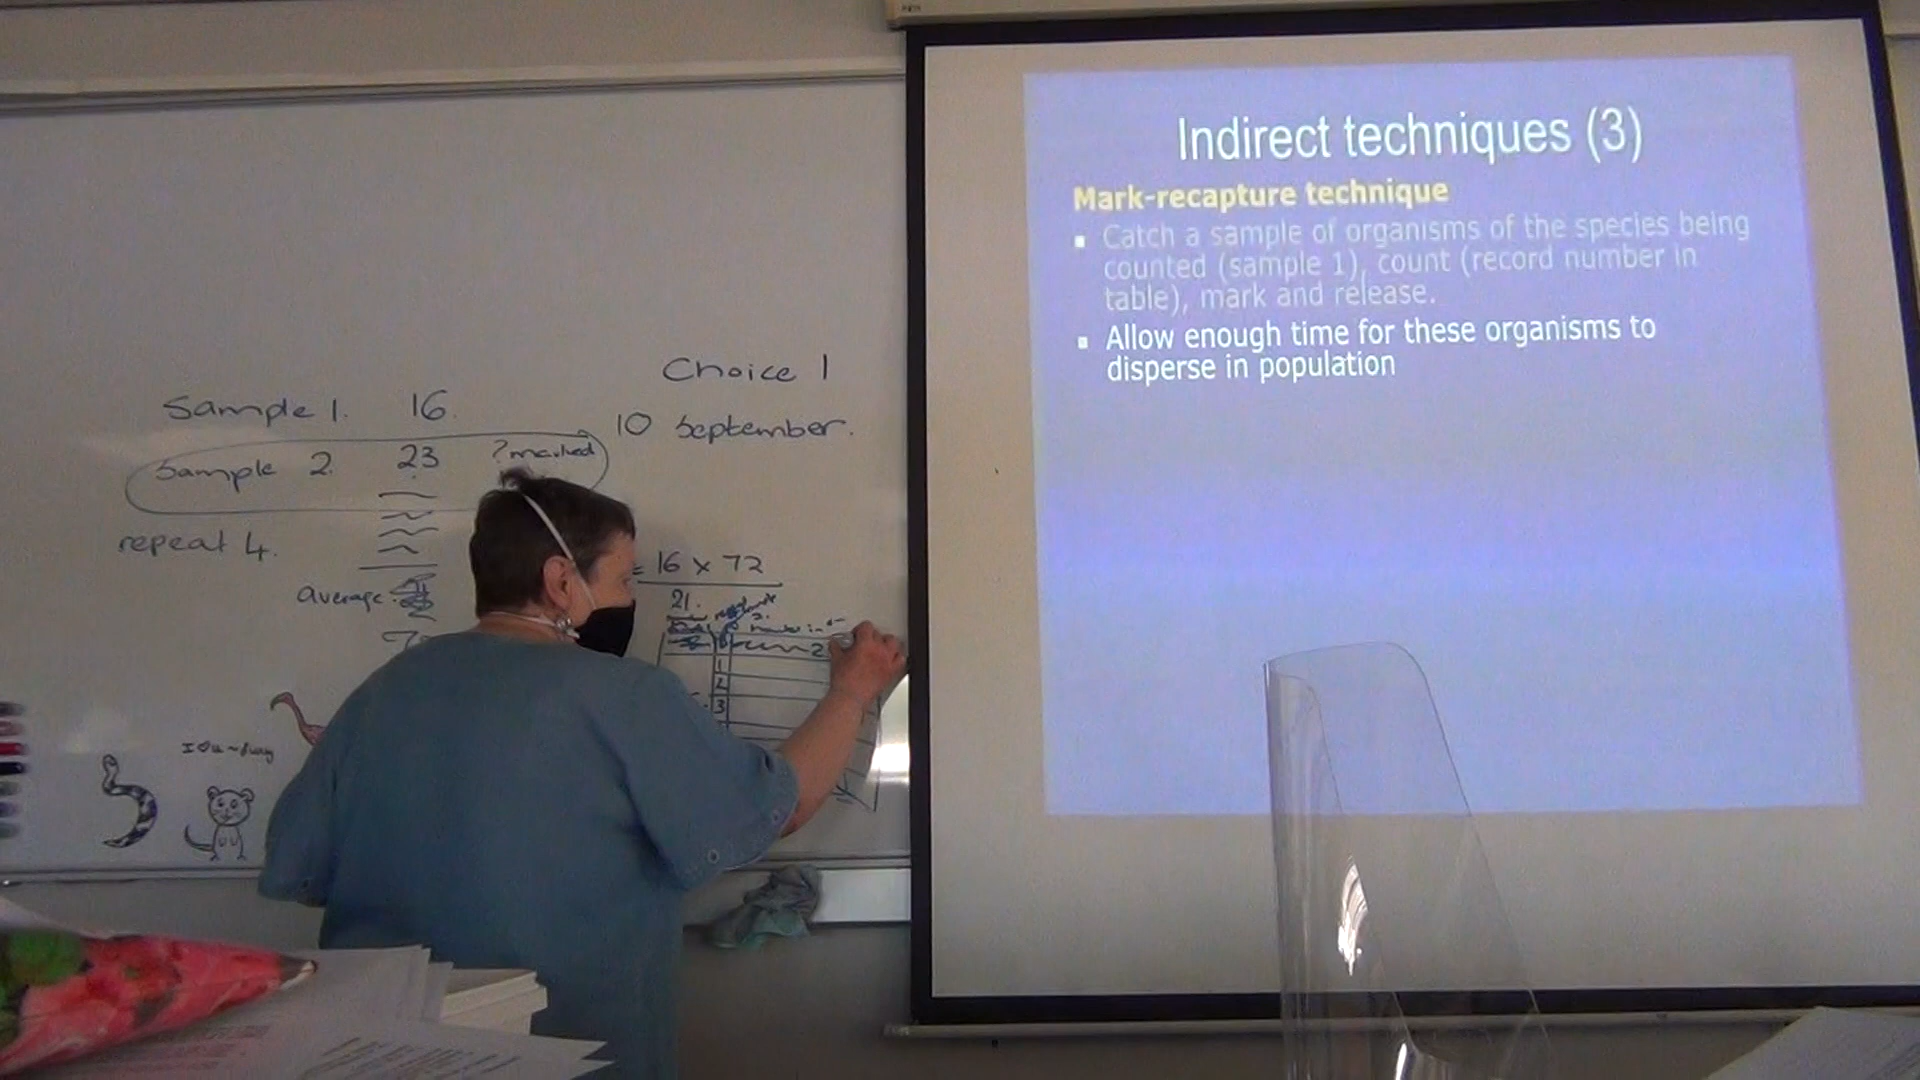 Indirect techniques (3)
Mark-recapture technique
▪ Catch a sample of organisms of the species being
counted (sample 1), count (record number in
table), mark and release.
▪ Allow enough time for these organisms to
disperse in population
Choice 1
10 September.
Sample 1. 16.
Sample 2. 23 ? marked
repeat 4.
average
= 16 x 72
21.
2
1
2
3